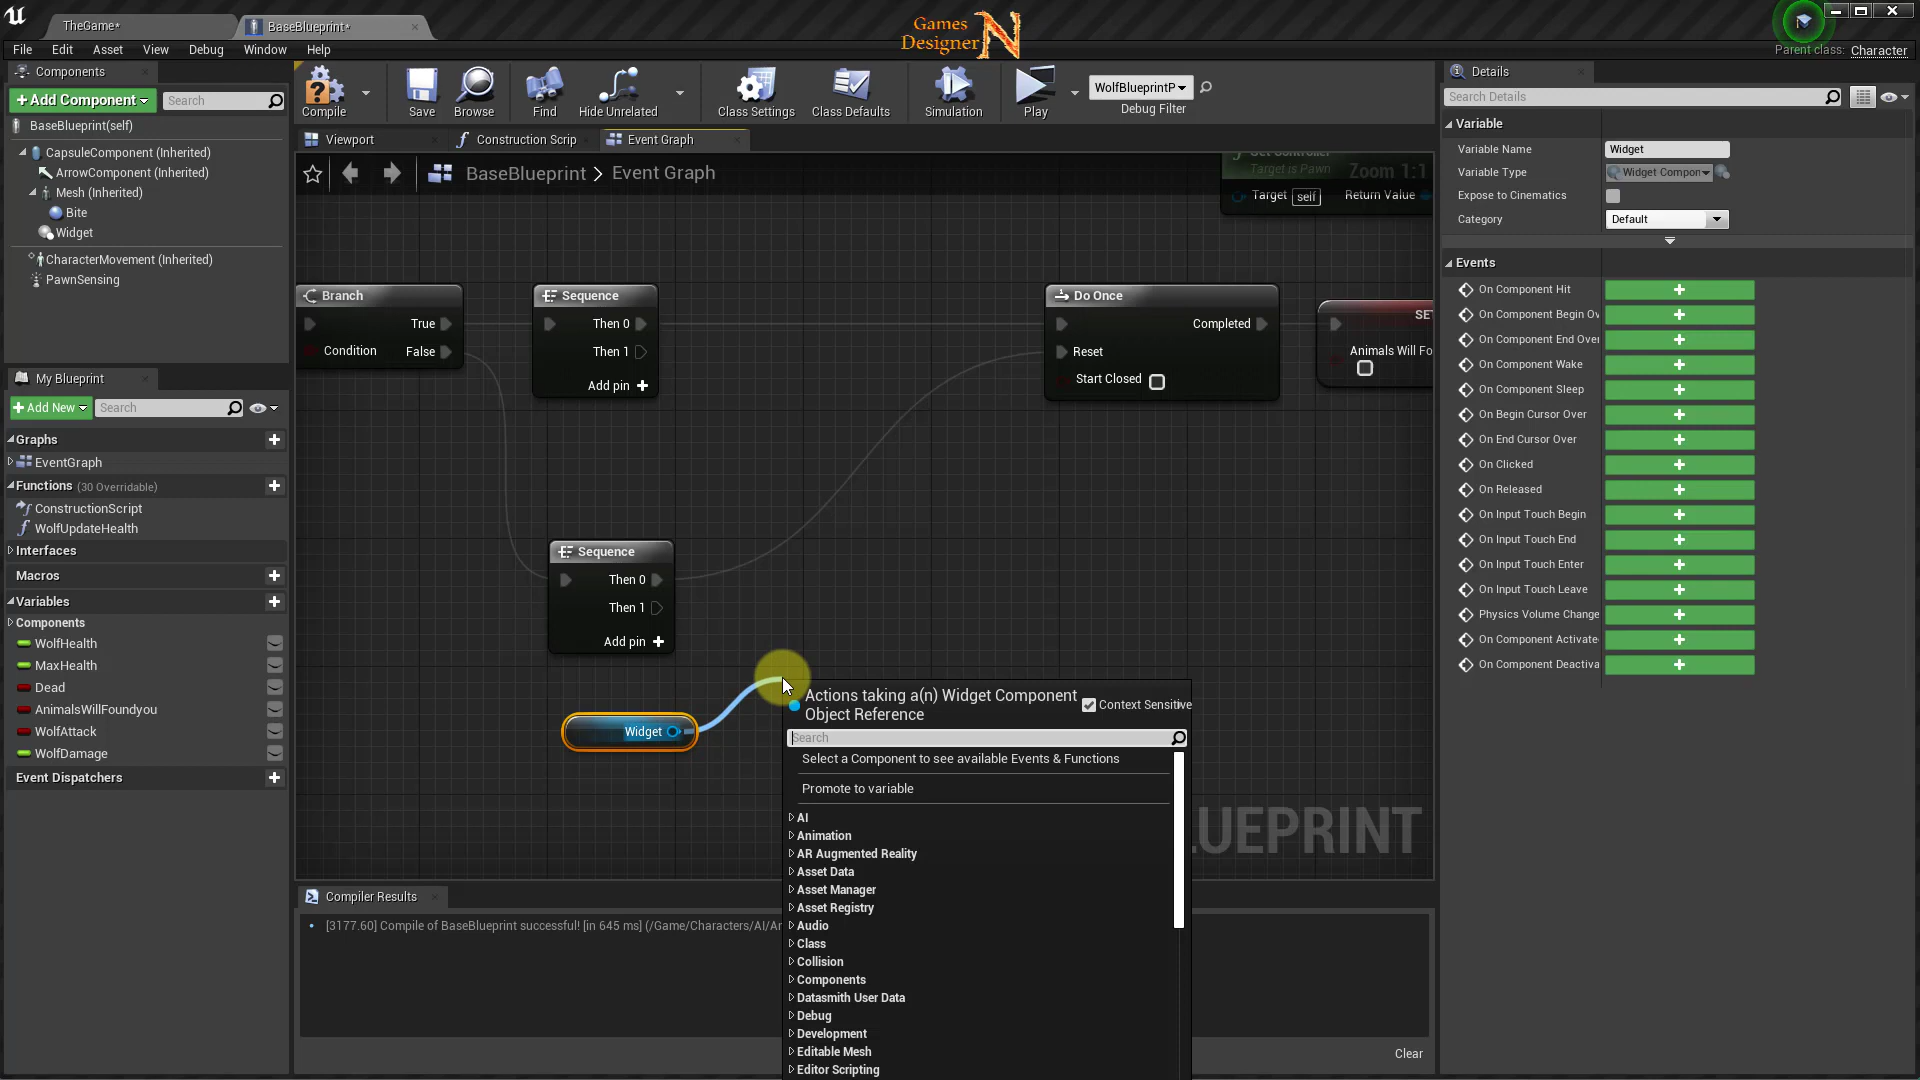 TheGame*
BaseBlueprint*
Games
Designer
N
Parent class: Character
File Edit Asset View Debug Window Help
Components
+ Add Component
Search
BaseBlueprint(self)
CapsuleComponent (Inherited)
ArrowComponent (Inherited)
Mesh (Inherited)
Bite
Widget
CharacterMovement (Inherited)
PawnSensing
Compile
Save
Browse
Find
Hide Unrelated
Class Settings
Class Defaults
Simulation
Play
WolfBlueprintP
Debug Filter
Viewport
Construction Scrip
Event Graph
BaseBlueprint > Event Graph
Target is Pawn
Zoom 1:1
Target self Return Value
Branch
True
Condition False
Sequence
Then 0
Then 1
Add pin +
Do Once
Completed
Reset
Start Closed
SE
Animals Will Fo
Sequence
Then 0
Then 1
Add pin +
Widget
Actions taking a(n) Widget Component
Object Reference
Context Sensitive
Search
Select a Component to see available Events & Functions
Promote to variable
AI
Animation
AR Augmented Reality
Asset Data
Asset Manager
Asset Registry
Audio
Class
Collision
Components
Datasmith User Data
Debug
Development
Editable Mesh
Editor Scripting
LUEPRINT
My Blueprint
+ Add New
Search
Graphs
EventGraph
Functions (30 Overridable)
ConstructionScript
WolfUpdateHealth
Interfaces
Macros
Variables
Components
WolfHealth
MaxHealth
Dead
AnimalsWillFoundyou
WolfAttack
WolfDamage
Event Dispatchers
Compiler Results
[3177.60] Compile of BaseBlueprint successful! [in 645 ms] (/Game/Characters/AI/An
Clear
Details
Search Details
Variable
Variable Name Widget
Variable Type Widget Compon
Expose to Cinematics
Category Default
Events
On Component Hit
On Component Begin Ov
On Component End Over
On Component Wake
On Component Sleep
On Begin Cursor Over
On End Cursor Over
On Clicked
On Released
On Input Touch Begin
On Input Touch End
On Input Touch Enter
On Input Touch Leave
Physics Volume Change
On Component Activate
On Component Deactiva